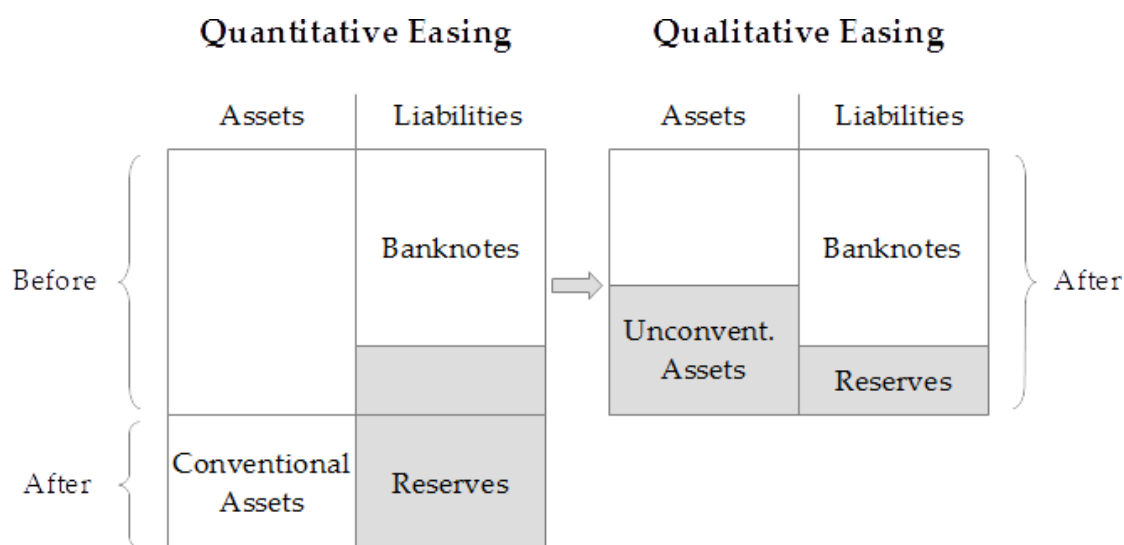 Quantitative Easing
Qualitative Easing
Assets
Liabilities
Assets
Liabilities
Before
Banknotes
Banknotes
After
Unconvent.
Assets
Reserves
After
Conventional
Assets
Reserves